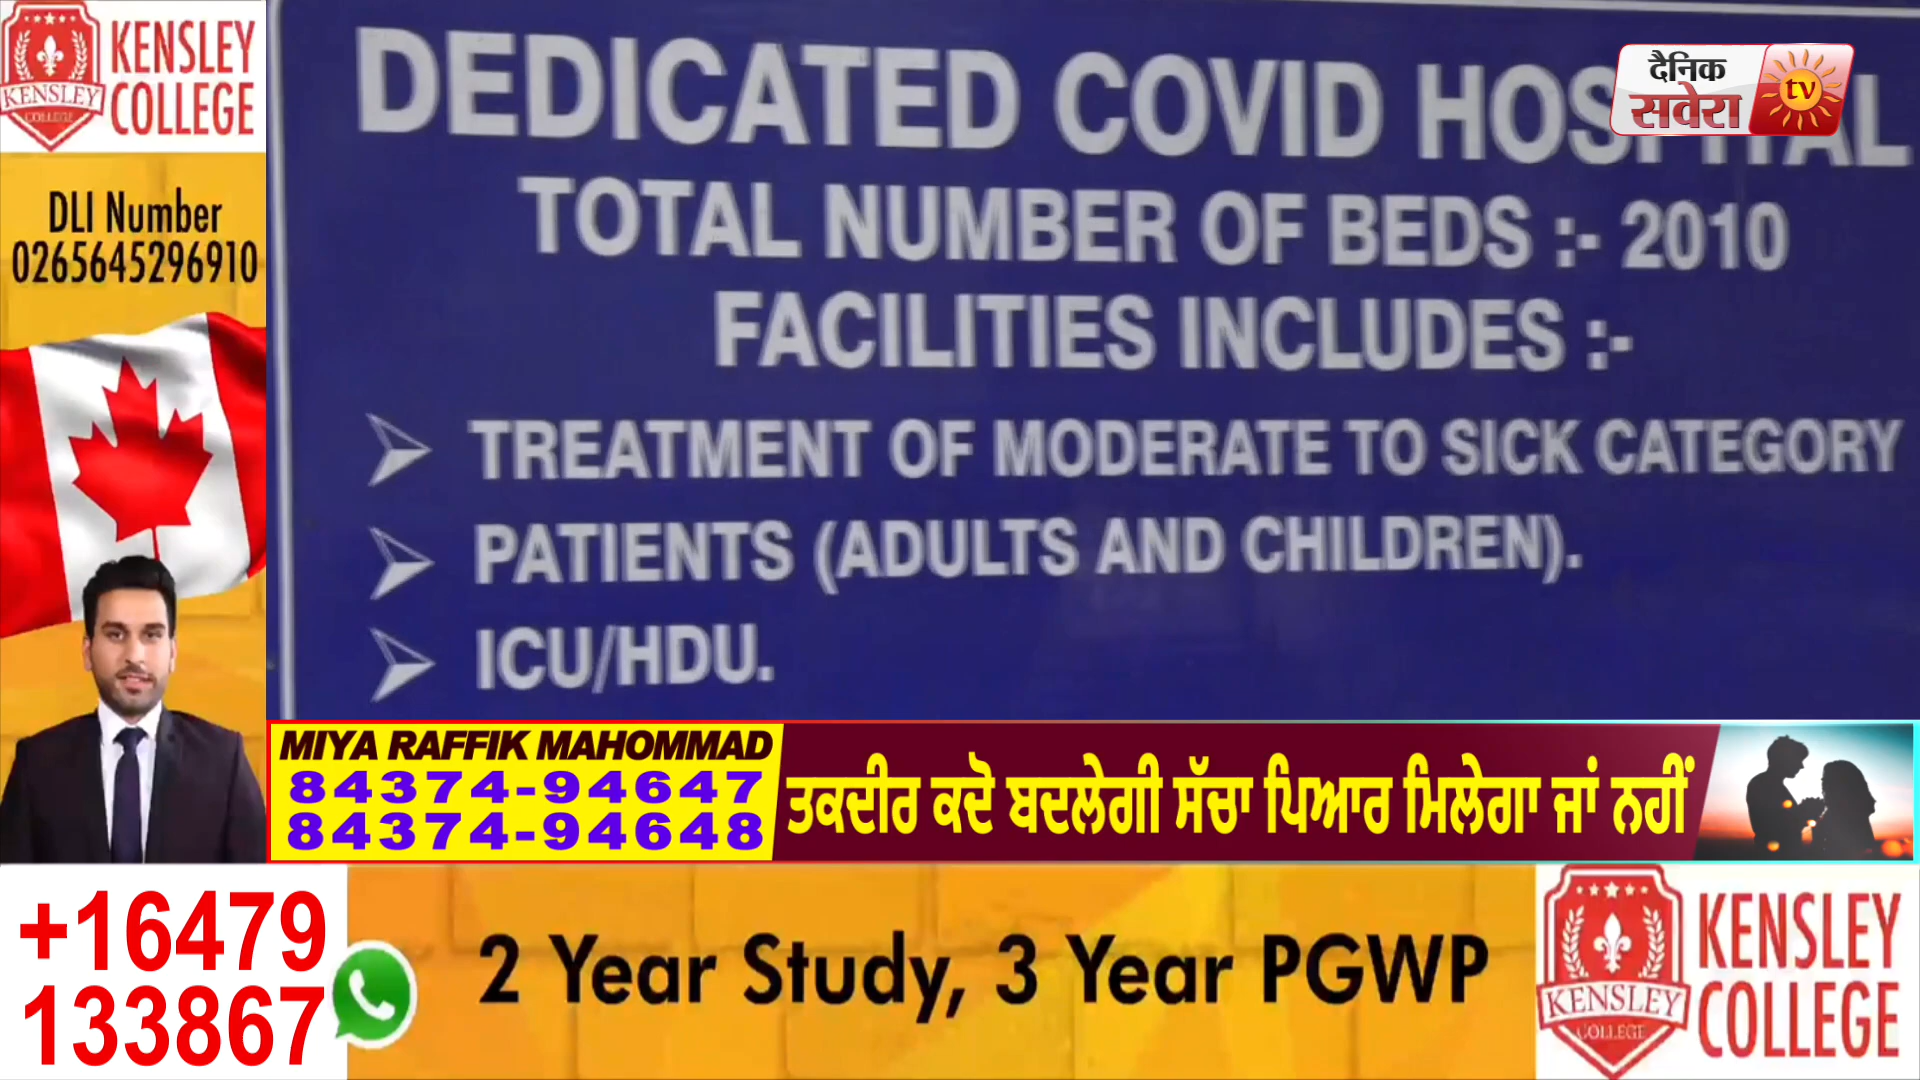 KENSLEY
COLLEGE
KENSLEY
COLLEGE
DLI Number
0265645296910
DEDICATED COVID HOSPITAL
TOTAL NUMBER OF BEDS :- 2010
FACILITIES INCLUDES :-
TREATMENT OF MODERATE TO SICK CATEGORY
PATIENTS (ADULTS AND CHILDREN).
ICU/HDU.
दैनिक
सवेरा
tv
MIYA RAFFIK MAHOMMAD
84374-94647
84374-94648
ਤਕਦੀਰ ਕਦੋ ਬਦਲੇਗੀ ਸੱਚਾ ਪਿਆਰ ਮਿਲੇਗਾ ਜਾਂ ਨਹੀਂ
+16479
133867
2 Year Study, 3 Year PGWP
KENSLEY
COLLEGE
KENSLEY
COLLEGE